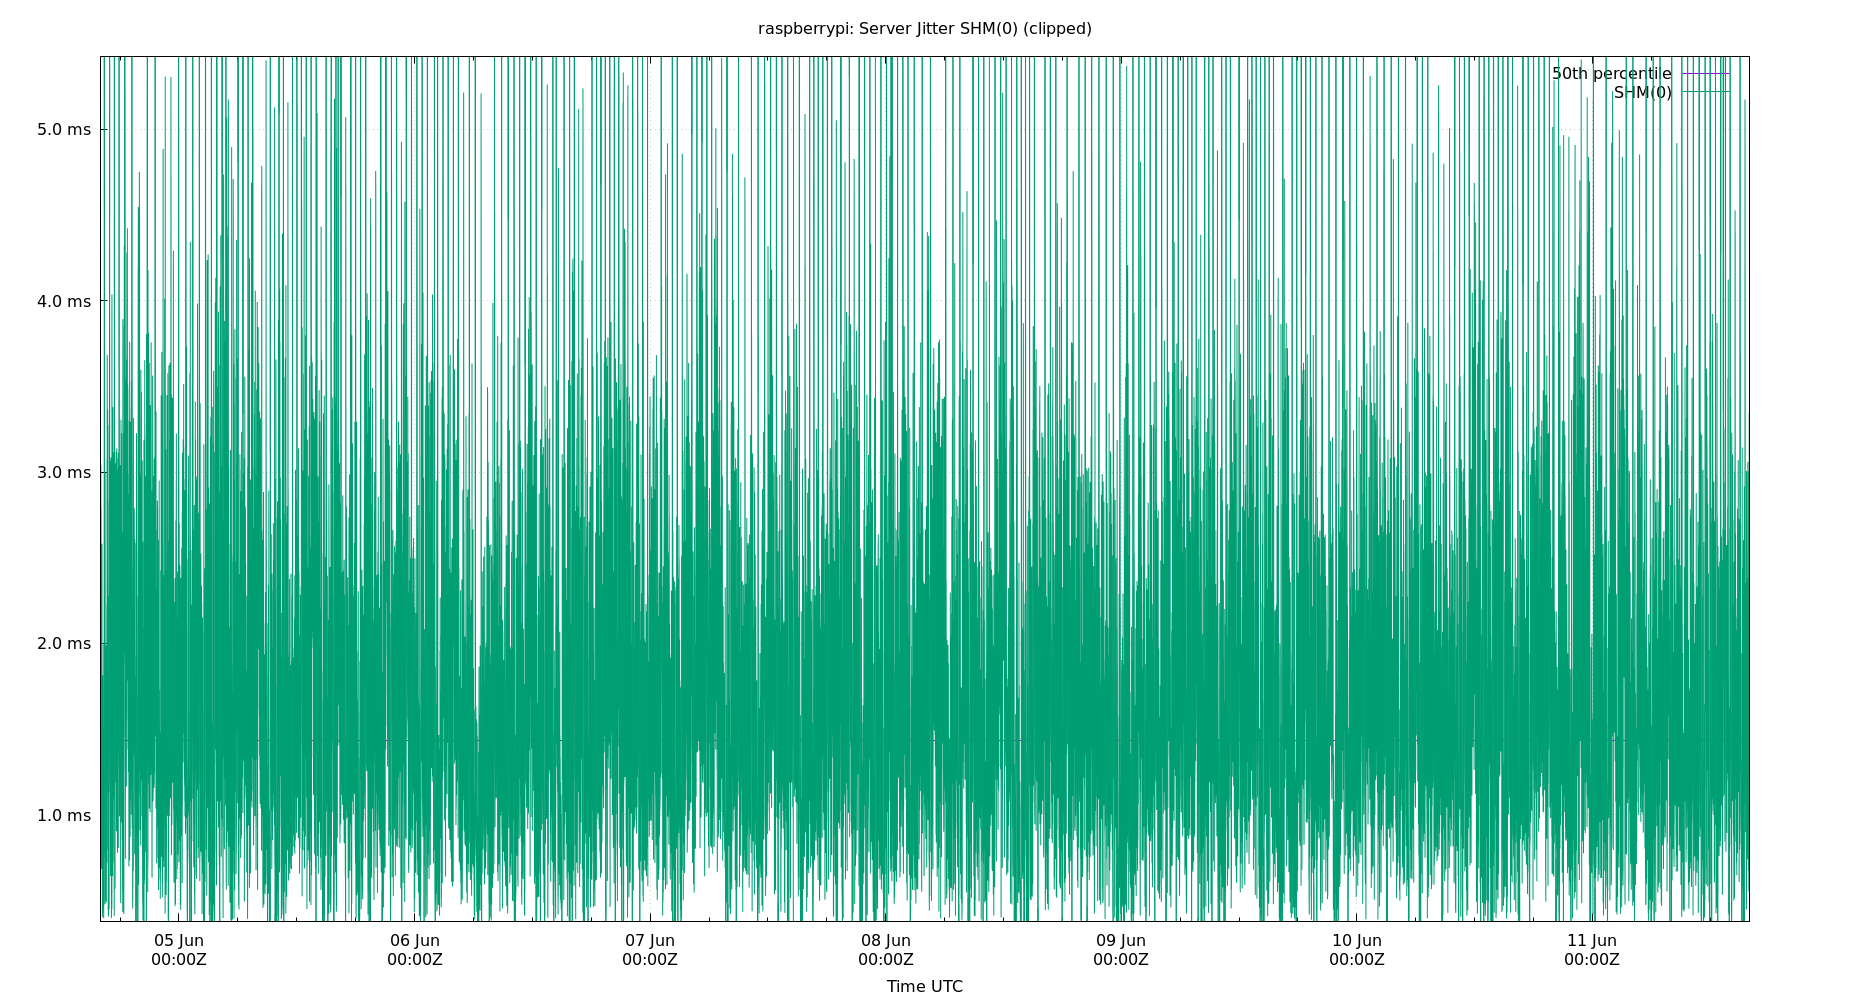 raspberrypi: Server Jitter SHM(0) (clipped)
50th percentile
SHM(0)
5.0 ms
4.0 ms
3.0 ms
2.0 ms
1.0 ms
05 Jun 06 Jun 07 Jun 08 Jun 09 Jun 10 Jun 11 Jun
00:00Z 00:00Z 00:00Z 00:00Z 00:00Z 00:00Z 00:00Z
Time UTC